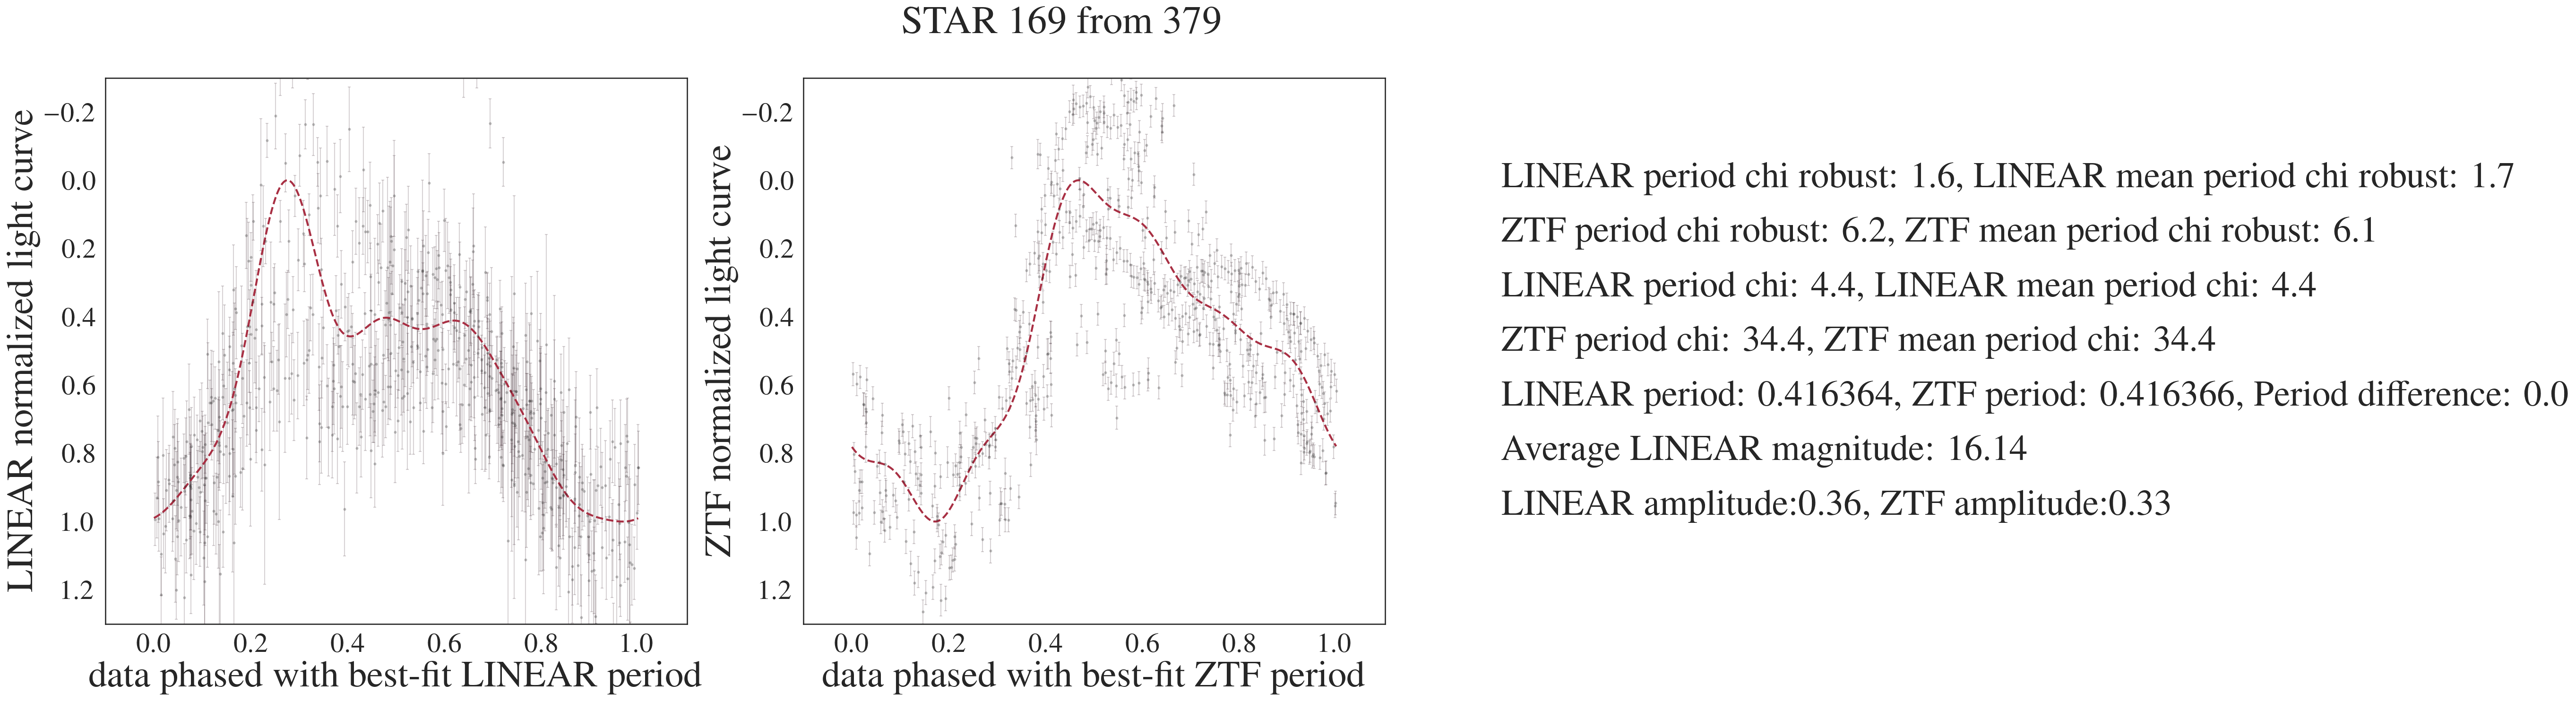 STAR 169 from 379
LINEAR normalized light curve
−0.2
0.0
0.2
0.4
0.6
0.8
1.0
1.2
0.0 0.2 0.4 0.6 0.8 1.0
data phased with best-fit LINEAR period
ZTF normalized light curve
−0.2
0.0
0.2
0.4
0.6
0.8
1.0
1.2
0.0 0.2 0.4 0.6 0.8 1.0
data phased with best-fit ZTF period
LINEAR period chi robust: 1.6, LINEAR mean period chi robust: 1.7
ZTF period chi robust: 6.2, ZTF mean period chi robust: 6.1
LINEAR period chi: 4.4, LINEAR mean period chi: 4.4
ZTF period chi: 34.4, ZTF mean period chi: 34.4
LINEAR period: 0.416364, ZTF period: 0.416366, Period difference: 0.0
Average LINEAR magnitude: 16.14
LINEAR amplitude:0.36, ZTF amplitude:0.33